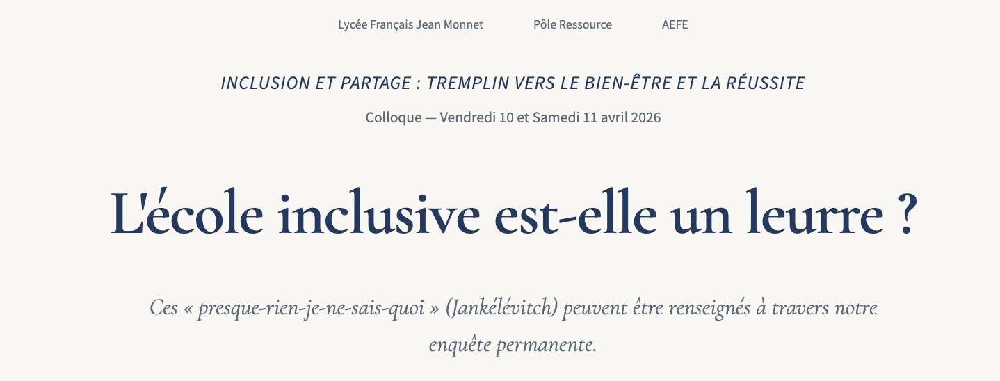 Lycée Français Jean Monnet Pôle Ressource AEFE
INCLUSION ET PARTAGE : TREMPLIN VERS LE BIEN-ÊTRE ET LA RÉUSSITE
Colloque — Vendredi 10 et Samedi 11 avril 2026
L'école inclusive est-elle un leurre ?
Ces « presque-rien-je-ne-sais-quoi » (Jankélévitch) peuvent être renseignés à travers notre
enquête permanente.